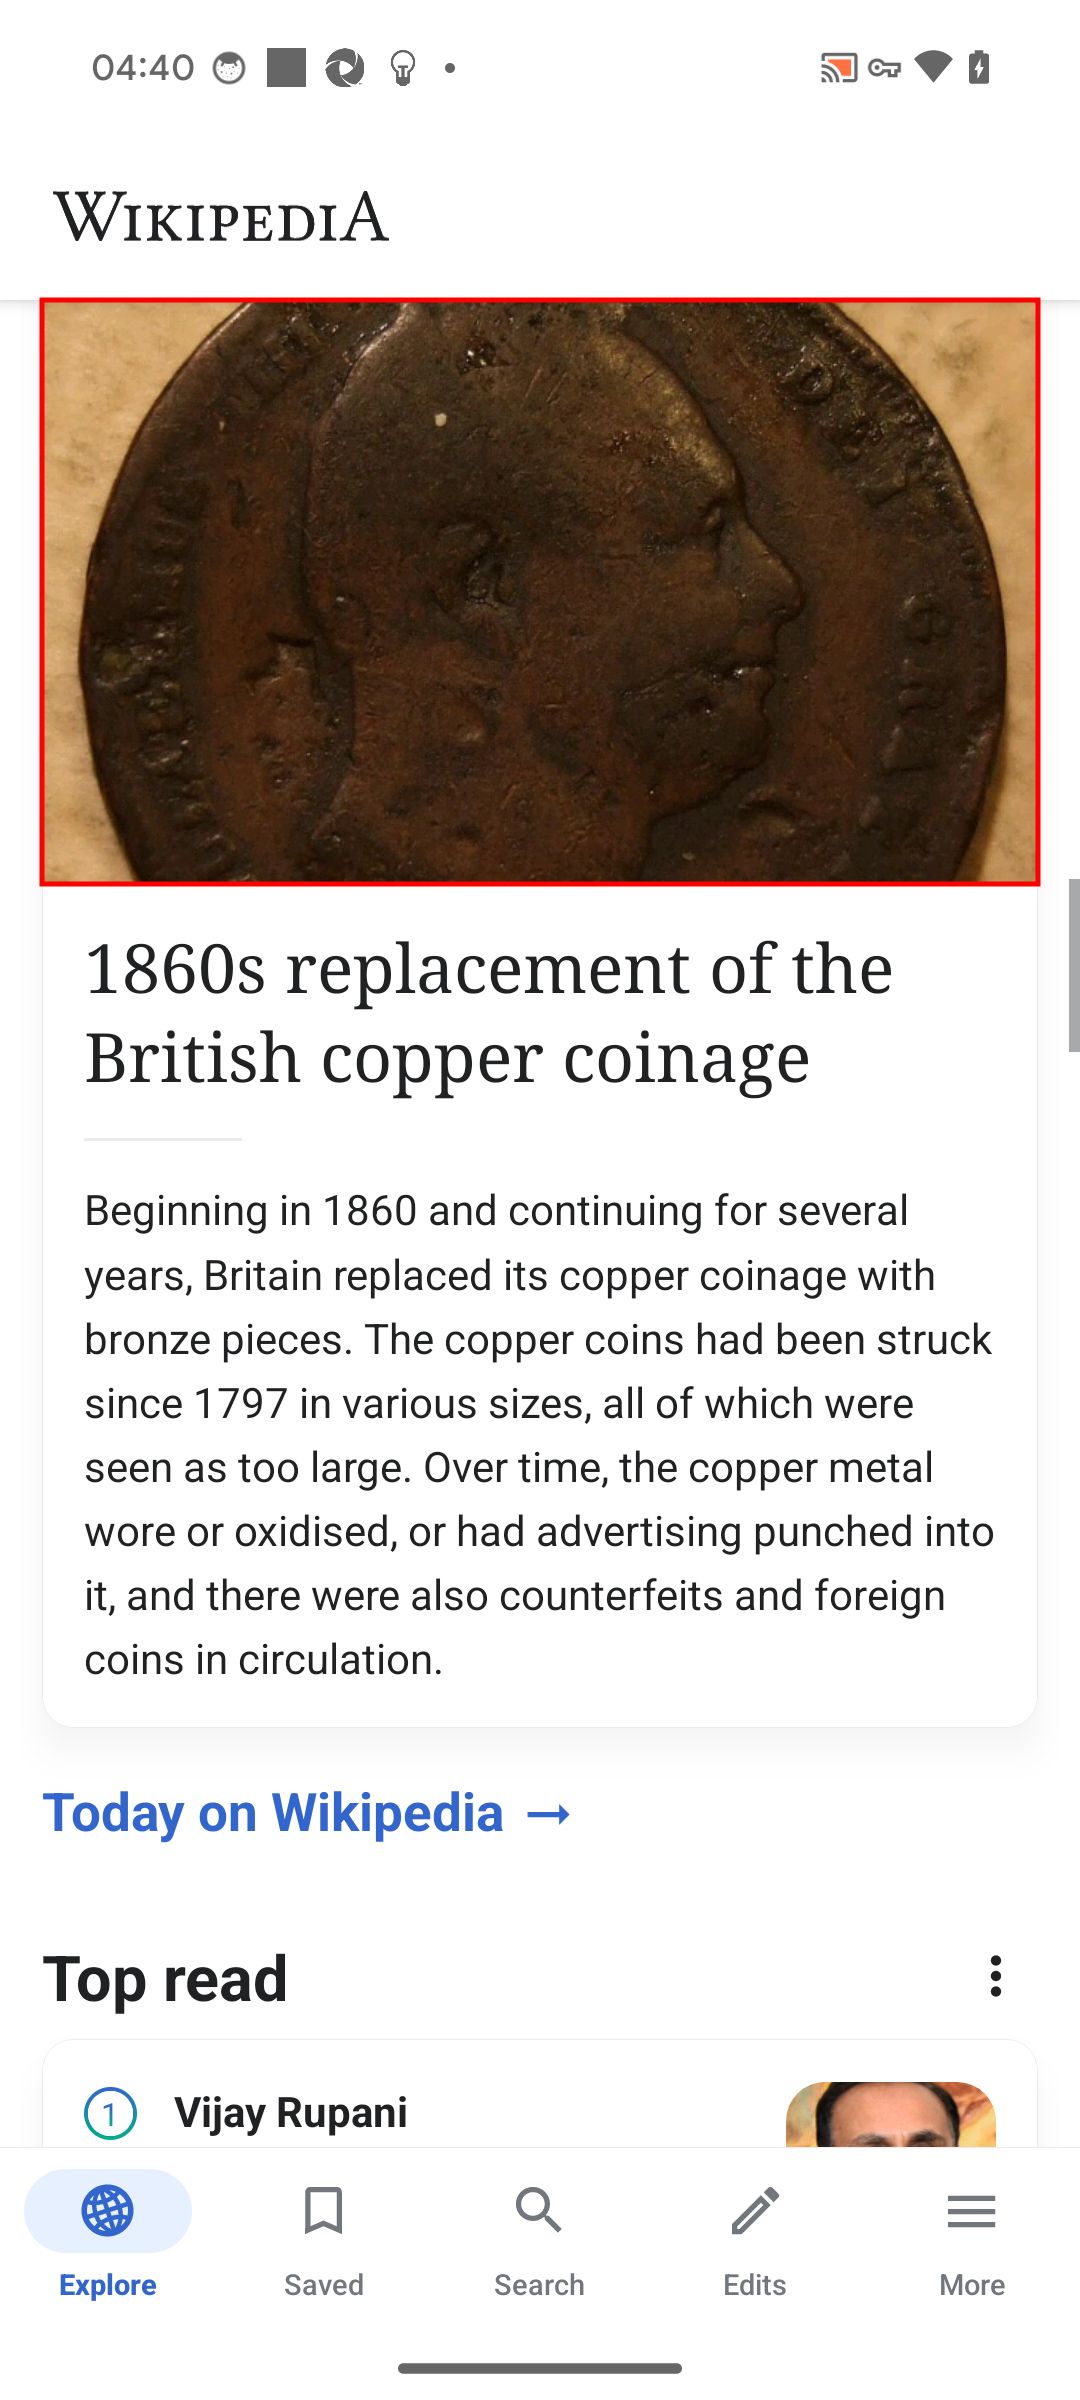 04:40
WIKIPEDIA
1860s replacement of the
British copper coinage
Beginning in 1860 and continuing for several
years, Britain replaced its copper coinage with
bronze pieces. The copper coins had been struck
since 1797 in various sizes, all of which were
seen as too large. Over time, the copper metal
wore or oxidised, or had advertising punched into
it, and there were also counterfeits and foreign
coins in circulation.
Today on Wikipedia →
Top read
1 Vijay Rupani
Explore Saved Search Edits More